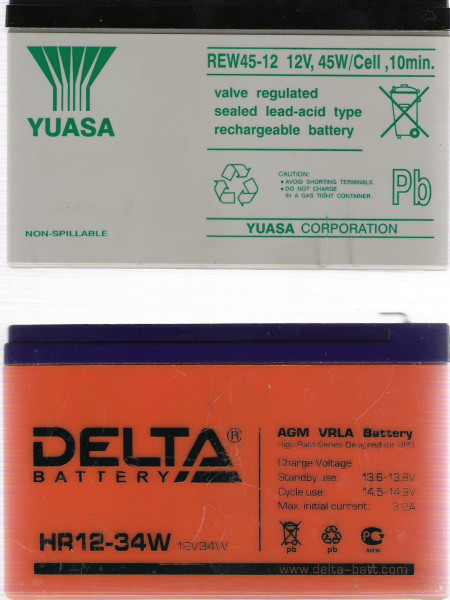 YUASA
NON-SPILLABLE
REW45-12 12V, 45W/Cell ,10min.
valve regulated
sealed lead-acid type
rechargeable battery
CAUTION:
• AVOID SHORTING TERMINALS.
• DO NOT CHARGE
IN A GAS TIGHT CONTAINER.
Pb
YUASA CORPORATION
DELTA®
BATTERY
HR12-34W 12V34W
AGM VRLA Battery
High Rate Series Designed for UPS
Charge Voltage:
Standby use: 13.6-13.8V
Cycle use: 14.5-14.9V
Max. initial current:
pb pb
www.delta-batt.com